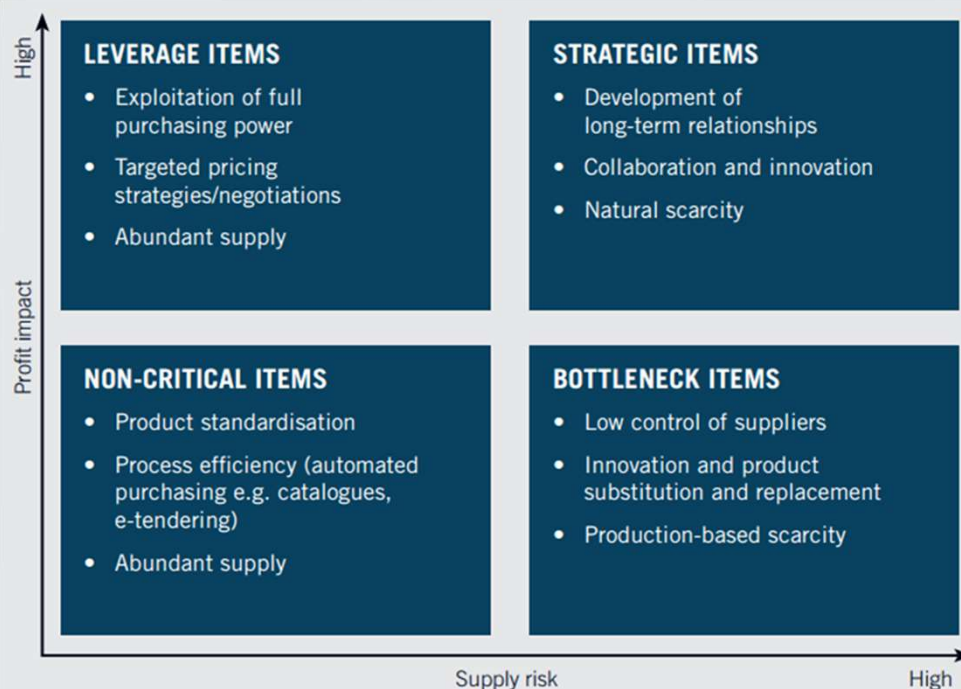 High
Profit impact
LEVERAGE ITEMS
• Exploitation of full
purchasing power
• Targeted pricing
strategies/negotiations
• Abundant supply
STRATEGIC ITEMS
• Development of
long-term relationships
• Collaboration and innovation
• Natural scarcity
NON-CRITICAL ITEMS
• Product standardisation
• Process efficiency (automated
purchasing e.g. catalogues,
e-tendering)
• Abundant supply
BOTTLENECK ITEMS
• Low control of suppliers
• Innovation and product
substitution and replacement
• Production-based scarcity
Supply risk
High